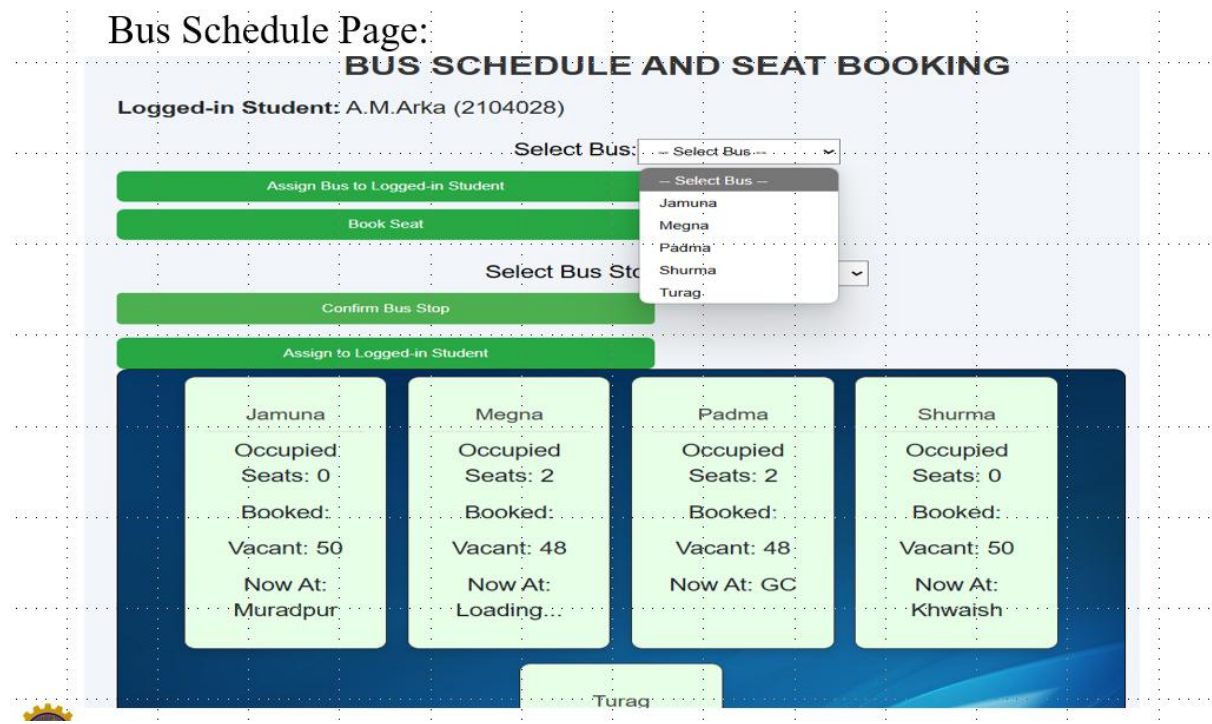 Bus Schedule Page:
BUS SCHEDULE AND SEAT BOOKING
Logged-in Student: A.M.Arka (2104028)
Select Bus: -- Select Bus --
Assign Bus to Logged-in Student
-- Select Bus --
Jamuna
Book Seat
Megna
Padma
Select Bus Sto
Shurma
Turag
Confirm Bus Stop
Assign to Logged-in Student
Jamuna
Occupied
Seats: 0
Booked:
Vacant: 50
Now At:
Muradpur
Megna
Occupied
Seats: 2
Booked:
Vacant: 48
Now At:
Loading...
Padma
Occupied
Seats: 2
Booked:
Vacant: 48
Now At: GC
Shurma
Occupied
Seats: 0
Booked:
Vacant: 50
Now At:
Khwaish
Turag